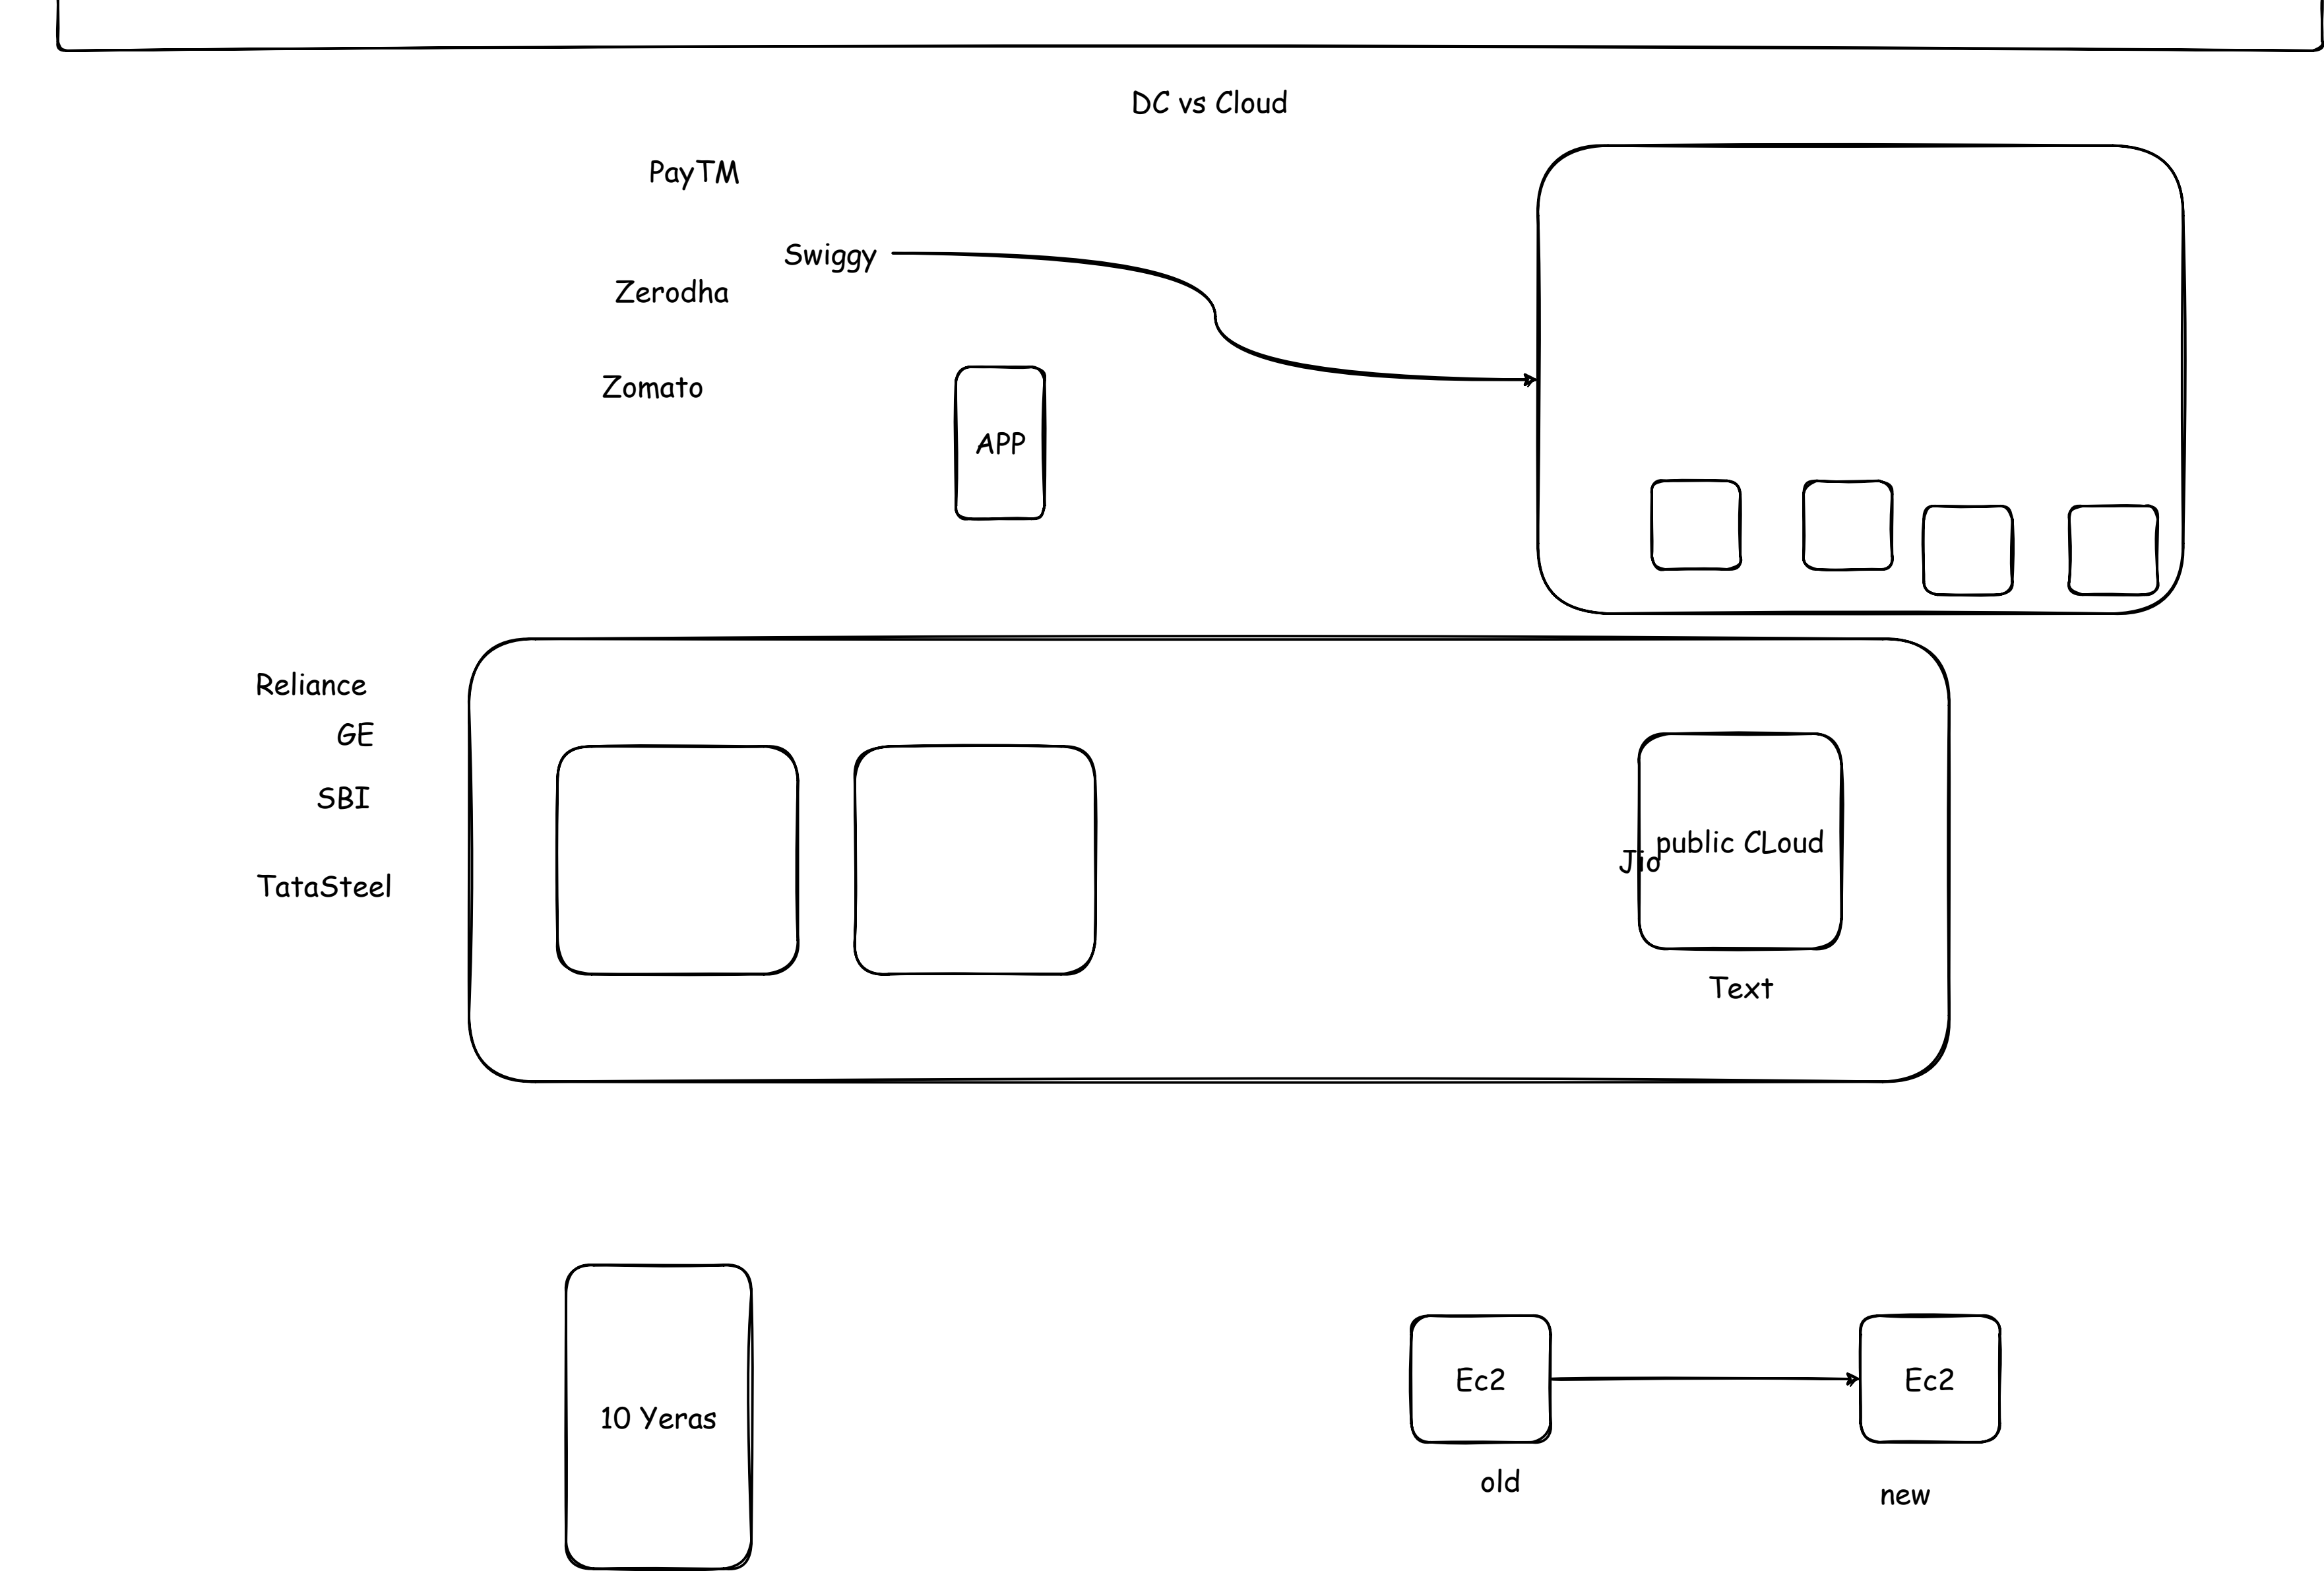 DC vs Cloud
PayTM
Swiggy
Zerodha
Zomato
APP
Reliance
GE
SBI
TataSteel
public CLoud
Jio
Text
10 Yeras
Ec2
Ec2
old
new